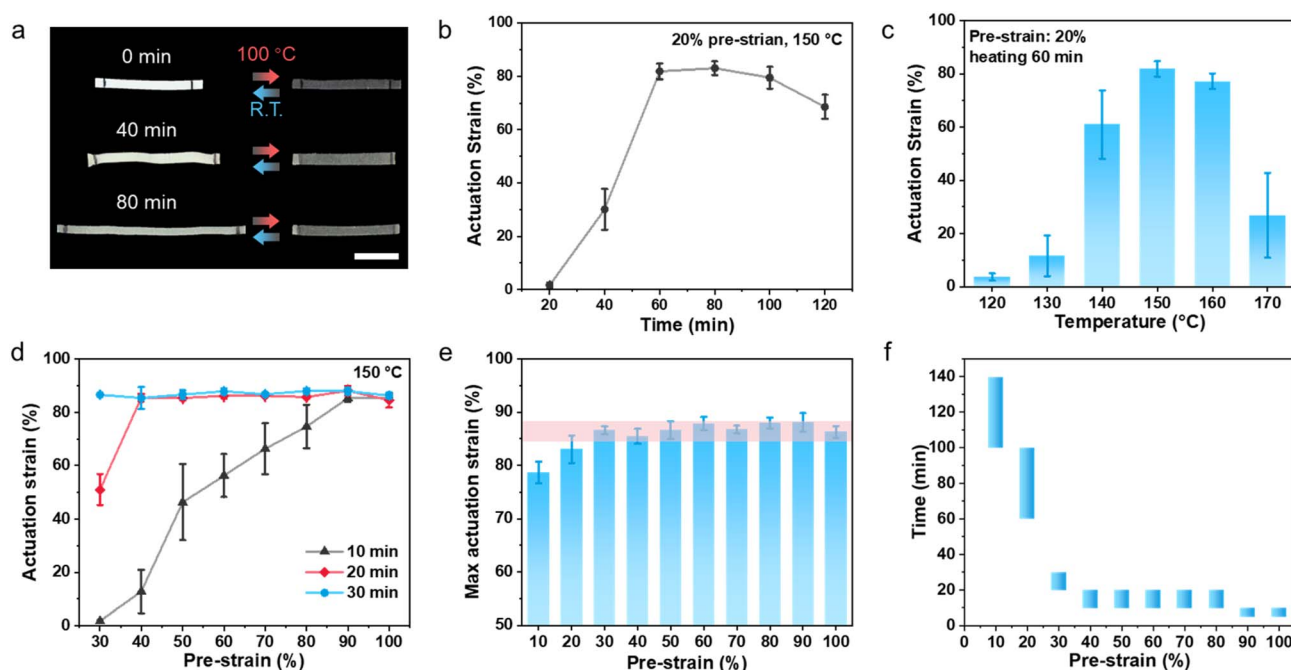 a
0 min
100 °C
R.T.
40 min
80 min
b
20% pre-strian, 150 °C
Actuation Strain (%)
100
80
60
40
20
0
20 40 60 80 100 120
Time (min)
c
Pre-strain: 20%
heating 60 min
Actuation Strain (%)
100
80
60
40
20
0
120 130 140 150 160 170
Temperature (°C)
d
150 °C
Actuation strain (%)
100
80
60
40
20
0
10 min
20 min
30 min
30 40 50 60 70 80 90 100
Pre-strain (%)
e
Max actuation strain (%)
100
90
80
70
60
50
10 20 30 40 50 60 70 80 90 100
Pre-strain (%)
f
Time (min)
140
120
100
80
60
40
20
0
0 10 20 30 40 50 60 70 80 90 100
Pre-strain (%)